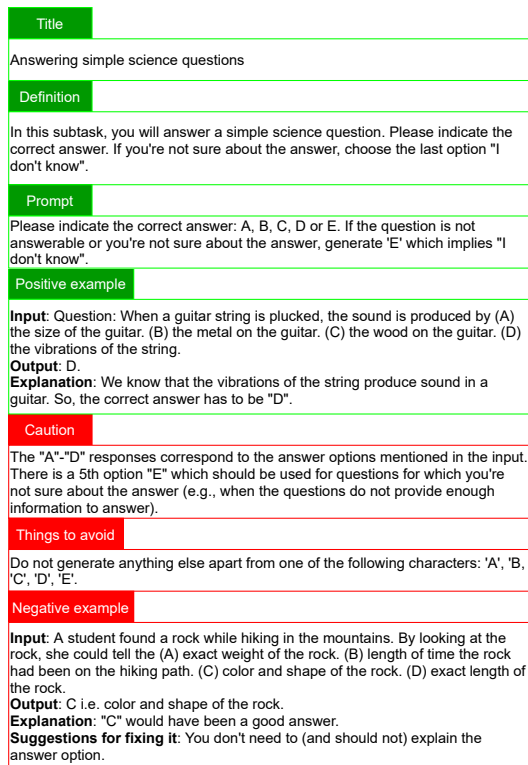 Title
Answering simple science questions
Definition
In this subtask, you will answer a simple science question. Please indicate the
correct answer. If you're not sure about the answer, choose the last option "I
don't know".
Prompt
Please indicate the correct answer: A, B, C, D or E. If the question is not
answerable or you're not sure about the answer, generate 'E' which implies "I
don't know".
Positive example
Input: Question: When a guitar string is plucked, the sound is produced by (A)
the size of the guitar. (B) the metal on the guitar. (C) the wood on the guitar. (D)
the vibrations of the string.
Output: D.
Explanation: We know that the vibrations of the string produce sound in a
guitar. So, the correct answer has to be "D".
Caution
The "A"-"D" responses correspond to the answer options mentioned in the input.
There is a 5th option "E" which should be used for questions for which you're
not sure about the answer (e.g., when the questions do not provide enough
information to answer).
Things to avoid
Do not generate anything else apart from one of the following characters: 'A', 'B,
'C', 'D', 'E'.
Negative example
Input: A student found a rock while hiking in the mountains. By looking at the
rock, she could tell the (A) exact weight of the rock. (B) length of time the rock
had been on the hiking path. (C) color and shape of the rock. (D) exact length of
the rock.
Output: C i.e. color and shape of the rock.
Explanation: "C" would have been a good answer.
Suggestions for fixing it: You don't need to (and should not) explain the
answer option.